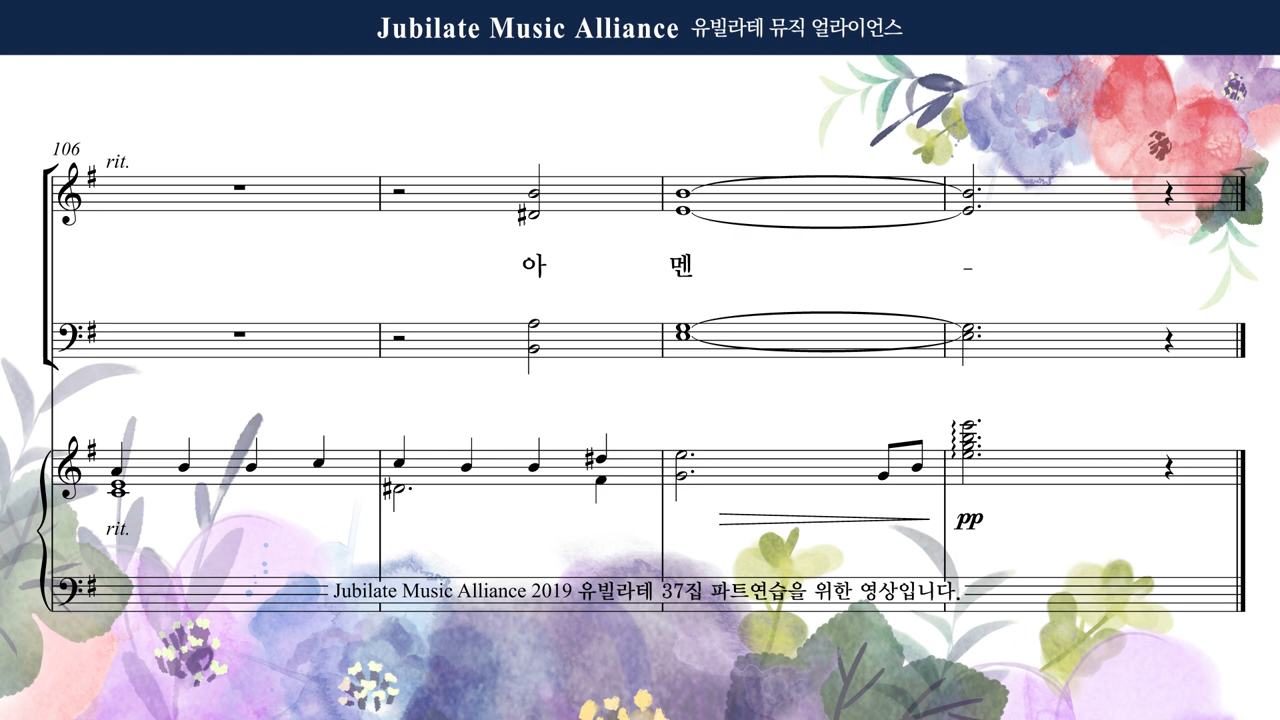 Jubilate Music Alliance 유빌라테 뮤직 얼라이언스
106
rit.
아 멘 -
rit.
pp
Jubilate Music Alliance 2019 유빌라테 37집 파트연습을 위한 영상입니다.